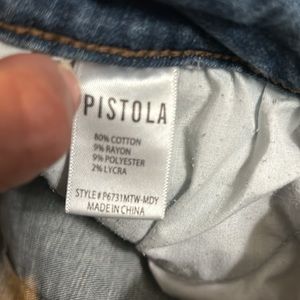 PISTOLA
80% COTTON
9% RAYON
9% POLYESTER
2% LYCRA
STYLE# P6731MTW-MDY
MADE IN CHINA